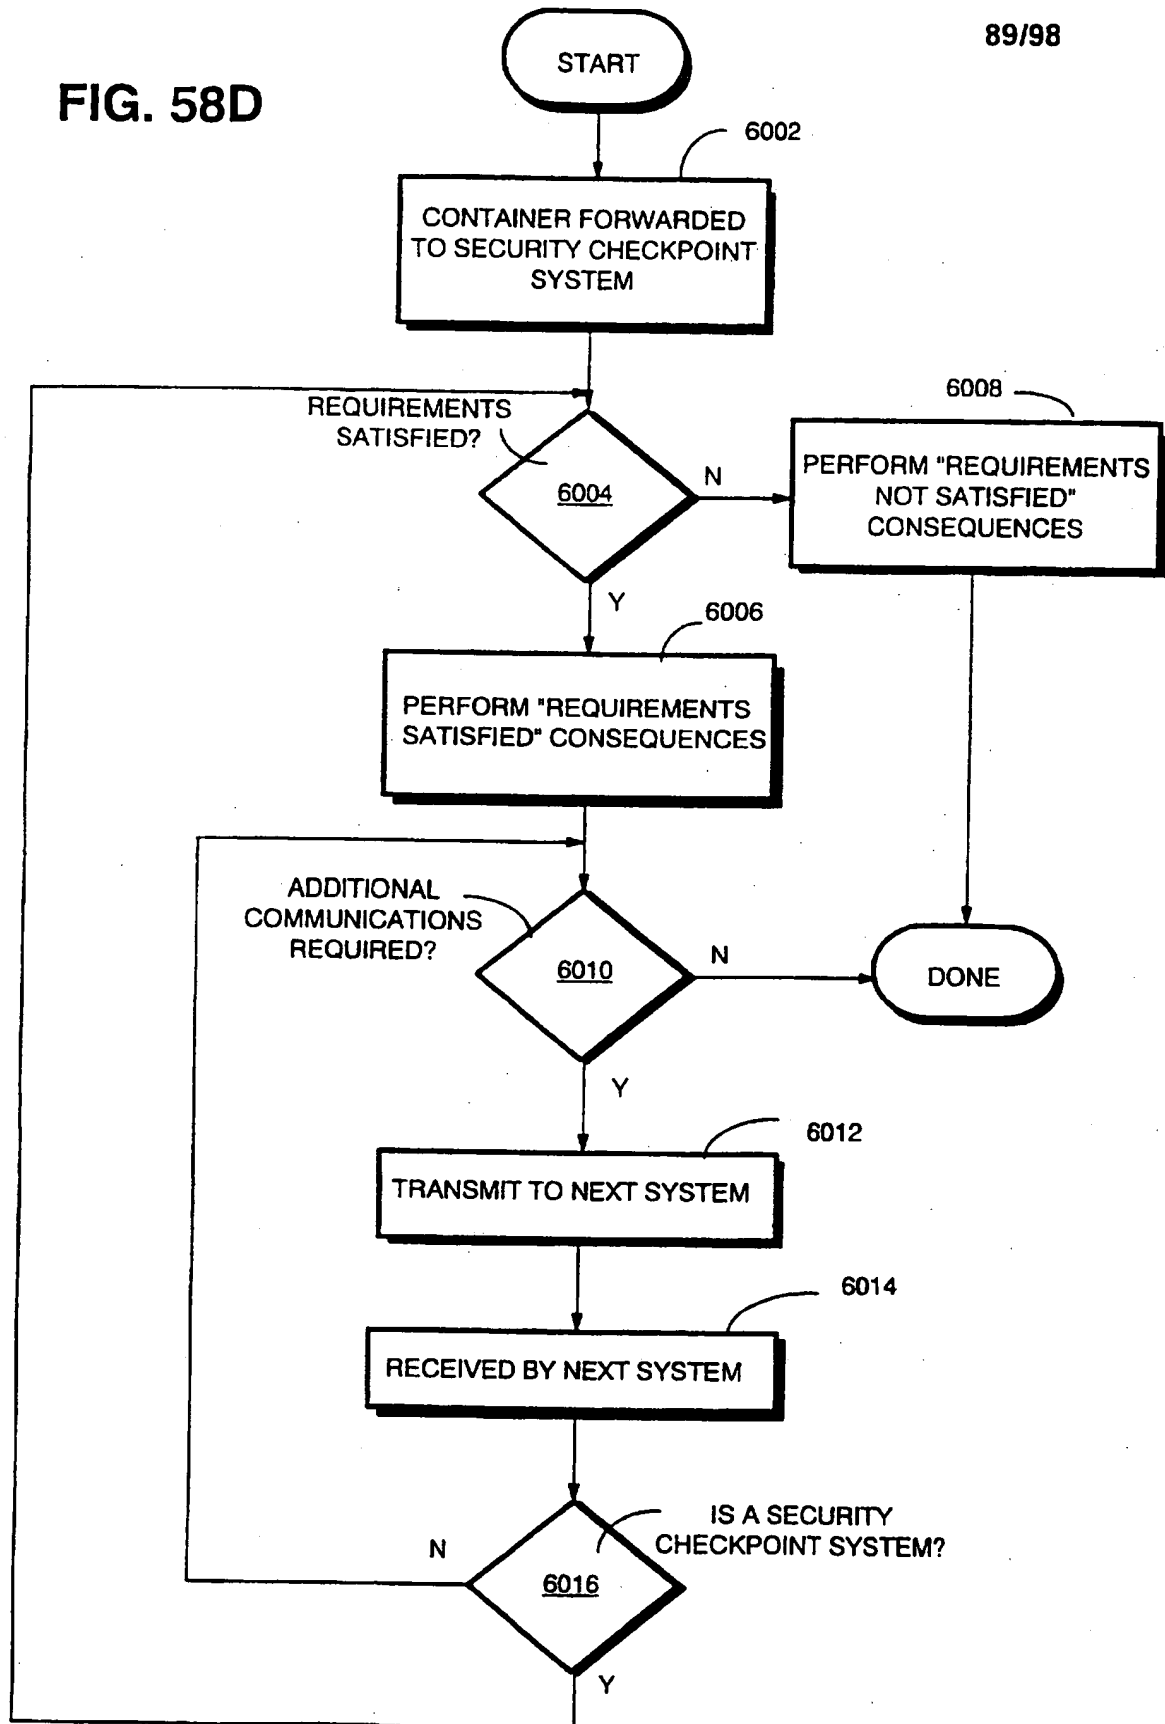 89/98
FIG. 58D
START
6002
CONTAINER FORWARDED
TO SECURITY CHECKPOINT
SYSTEM
REQUIREMENTS
SATISFIED?
6004
N
Y
6008
PERFORM "REQUIREMENTS
NOT SATISFIED"
CONSEQUENCES
6006
PERFORM "REQUIREMENTS
SATISFIED" CONSEQUENCES
ADDITIONAL
COMMUNICATIONS
REQUIRED?
6010
N
DONE
Y
6012
TRANSMIT TO NEXT SYSTEM
6014
RECEIVED BY NEXT SYSTEM
IS A SECURITY
CHECKPOINT SYSTEM?
N
6016
Y